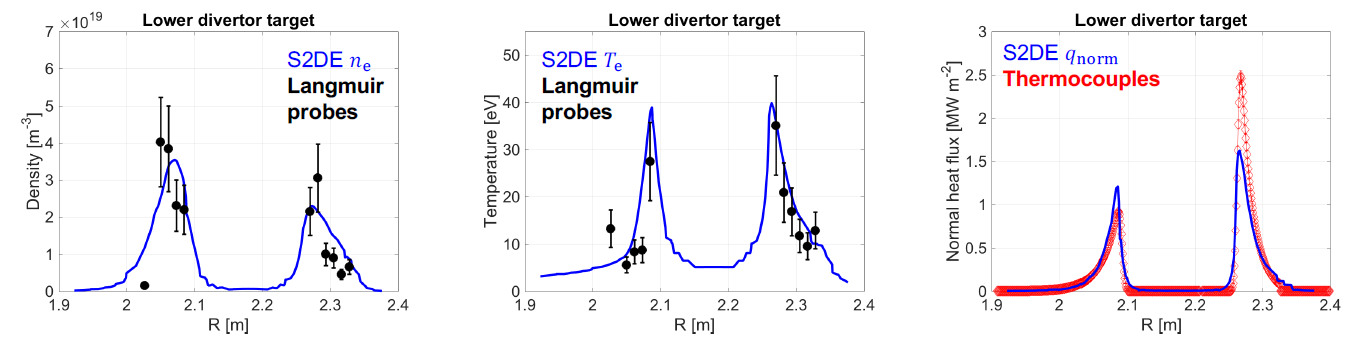 Lower divertor target
×10¹⁹
7
6
5
4
3
2
1
0
Density [m⁻³]
S2DE nₑ
Langmuir
probes
1.9 2 2.1 2.2 2.3 2.4
R [m]
Lower divertor target
50
40
30
20
10
0
Temperature [eV]
S2DE Tₑ
Langmuir
probes
1.9 2 2.1 2.2 2.3 2.4
R [m]
Lower divertor target
3
2.5
2
1.5
1
0.5
0
Normal heat flux [MW m⁻²]
S2DE q_norm
Thermocouples
1.9 2 2.1 2.2 2.3 2.4
R [m]